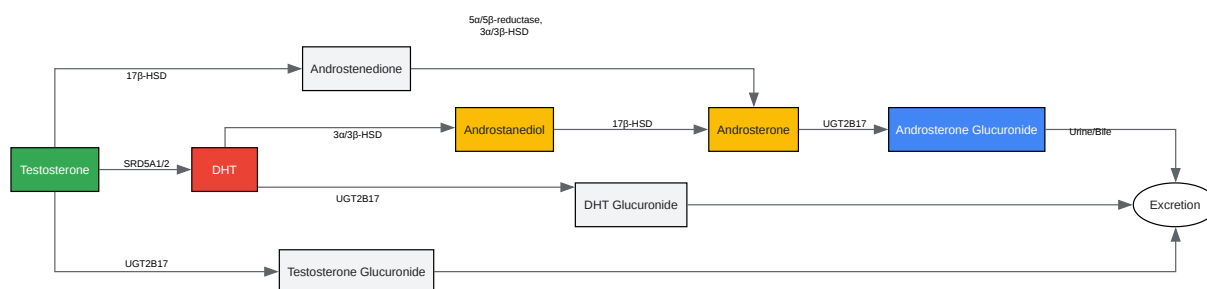 5α/5β-reductase,
3α/3β-HSD
Androstenedione
17β-HSD
Androstanediol
Androsterone
Androsterone Glucuronide
UGT2B17
17β-HSD
3α/3β-HSD
Urine/Bile
Testosterone
SRD5A1/2
DHT
UGT2B17
DHT Glucuronide
Excretion
UGT2B17
Testosterone Glucuronide